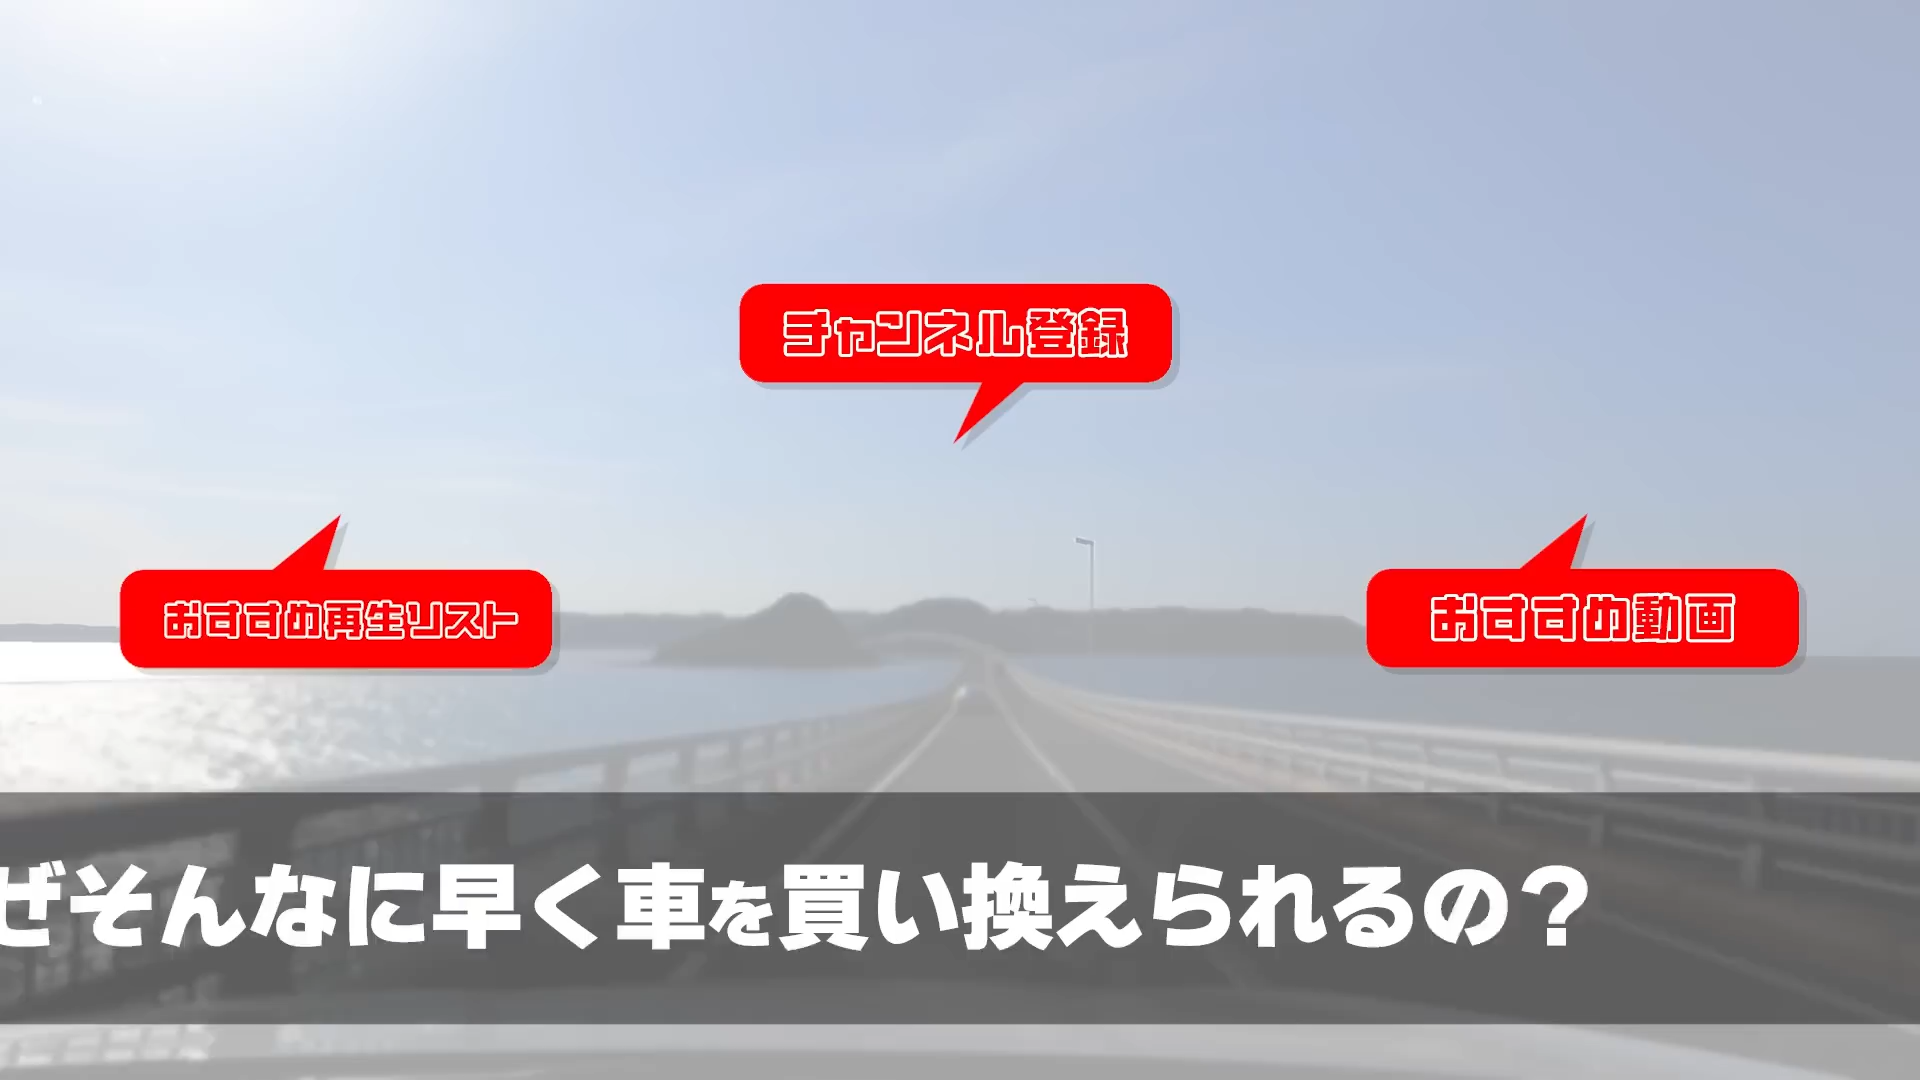 チャンネル登録
おすすめ再生リスト
おすすめ動画
ぜそんなに早く車を買い換えられるの？